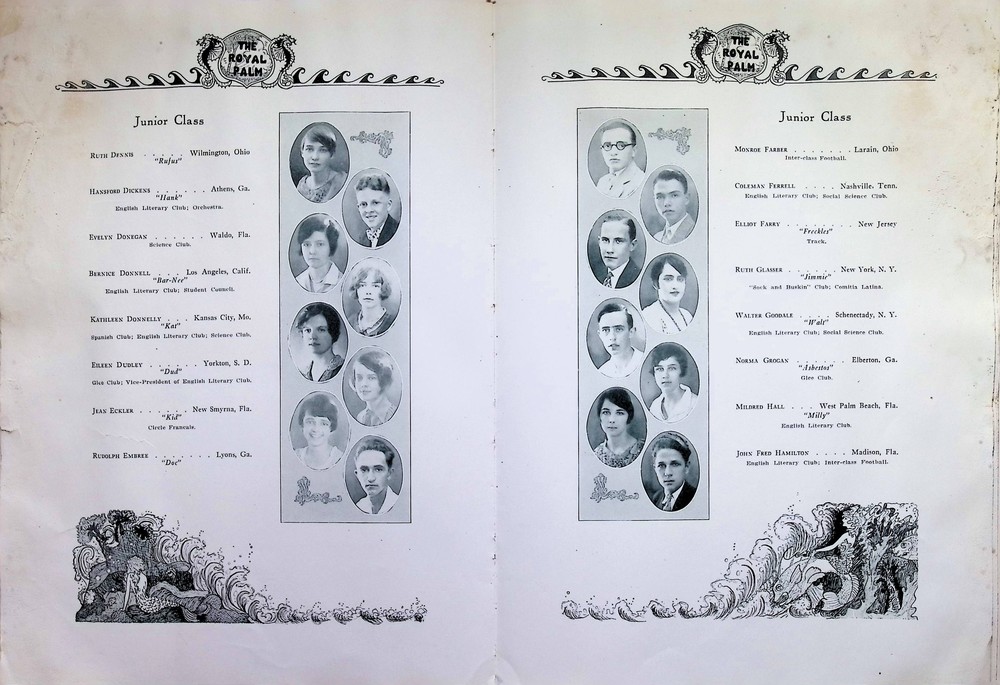 THE
ROYAL
PALM
Junior Class
RUTH DENNIS . . . . . Wilmington, Ohio
"Rufus"
HANSFORD DICKENS . . . . . . Athens, Ga.
"Hank"
English Literary Club; Orchestra.
EVELYN DONEGAN . . . . . . Waldo, Fla.
Science Club.
BERNICE DONNELL . . . Los Angeles, Calif.
"Bar-Nee"
English Literary Club; Student Council.
KATHLEEN DONNELLY . . Kansas City, Mo.
"Kat"
Spanish Club; English Literary Club; Science Club.
EILEEN DUDLEY . . . . . . Yorkton, S. D.
"Dud"
Glee Club; Vice-President of English Literary Club.
JEAN ECKLER . . . . . . New Smyrna, Fla.
"Kid"
Circle Francais.
RUDOLPH EMBREE . . . . . . . Lyons, Ga.
"Doc"
THE
ROYAL
PALM
Junior Class
MONROE FARBER . . . . . . . Larain, Ohio
Inter-class Football.
COLEMAN FERRELL . . . . Nashville, Tenn.
English Literary Club; Social Science Club.
ELLIOT FARRY . . . . . . . . New Jersey
"Freckles"
Track.
RUTH GLASSER . . . . . . New York, N. Y.
"Jimmie"
"Sock and Buskin" Club; Comitia Latina.
WALTER GOODALE . . . . Schenectady, N. Y.
"Walt"
English Literary Club; Social Science Club.
NORMA GROGAN . . . . . . Elberton, Ga.
"Asbestos"
Glee Club.
MILDRED HALL . . . West Palm Beach, Fla.
"Milly"
English Literary Club.
JOHN FRED HAMILTON . . . . Madison, Fla.
English Literary Club; Inter-class Football.